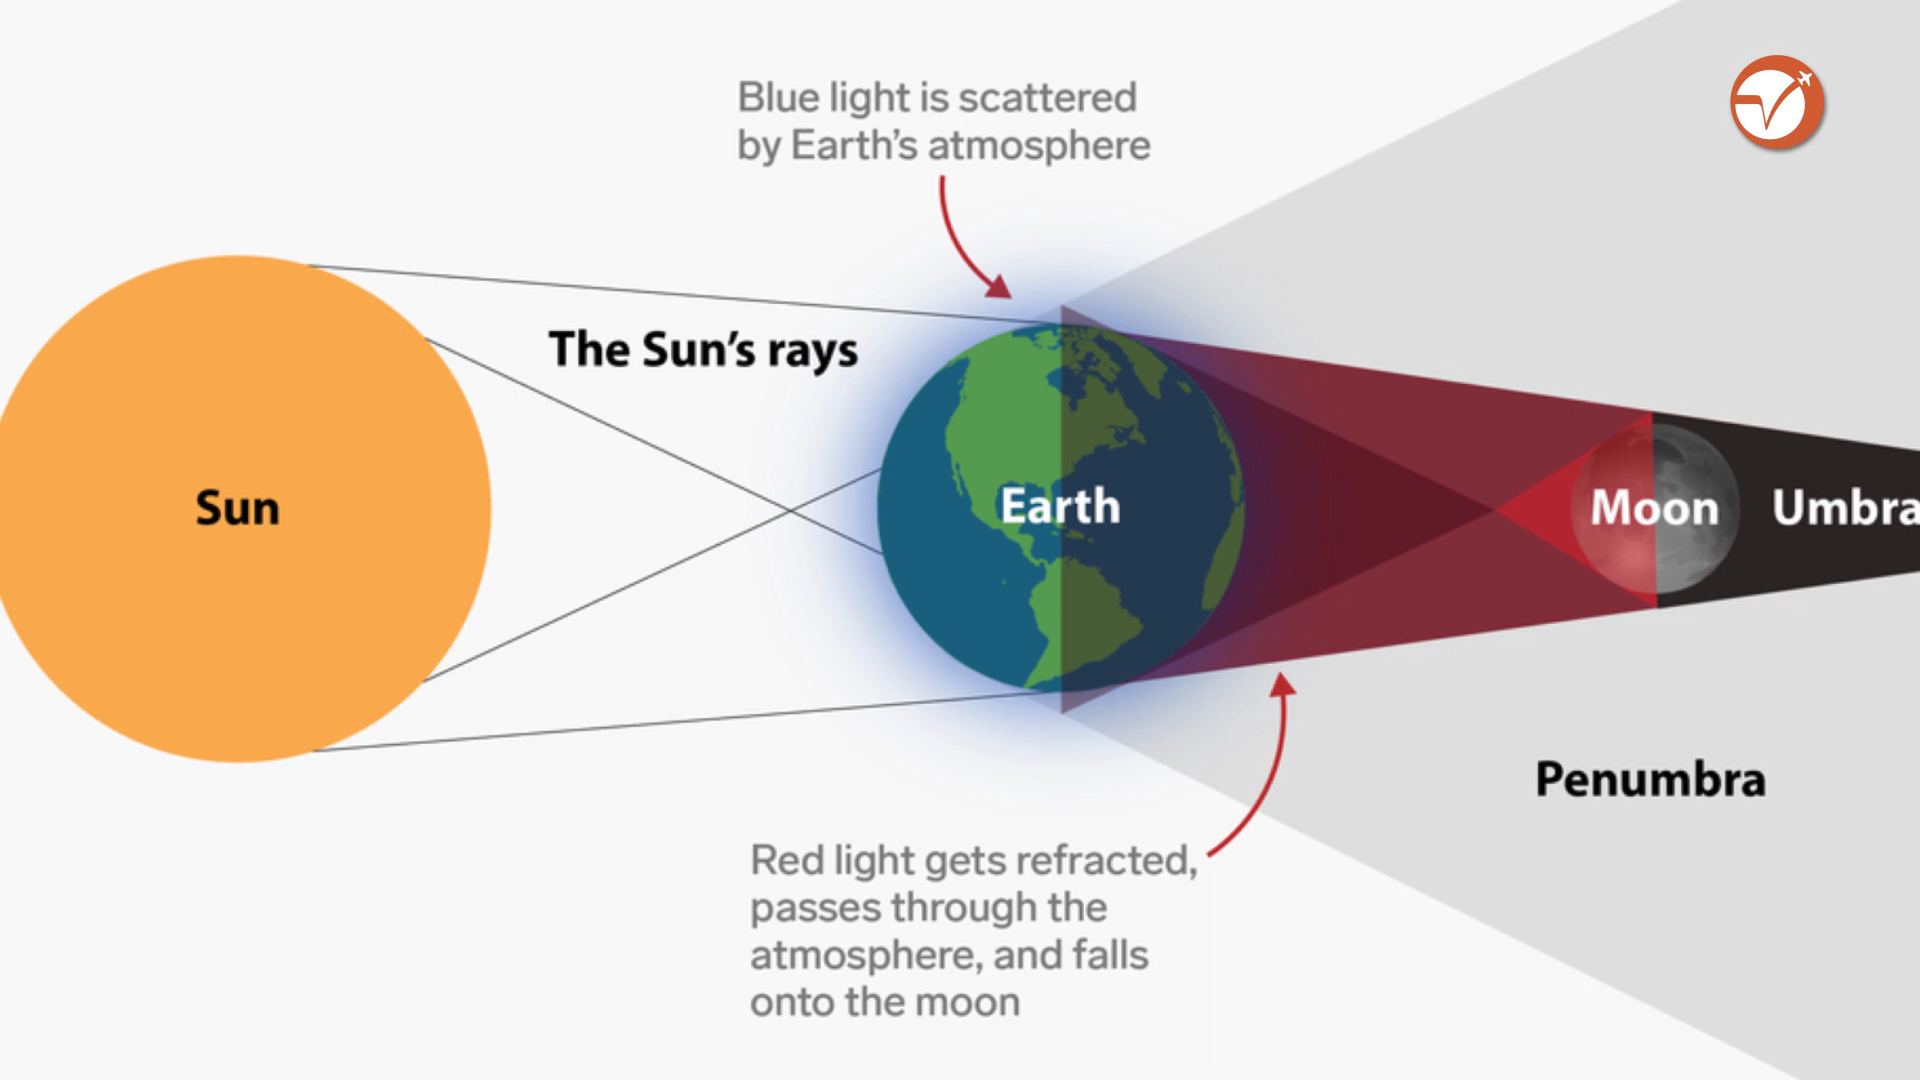 Blue light is scattered
by Earth's atmosphere
The Sun's rays
Sun
Earth
Moon
Umbra
Penumbra
Red light gets refracted,
passes through the
atmosphere, and falls
onto the moon